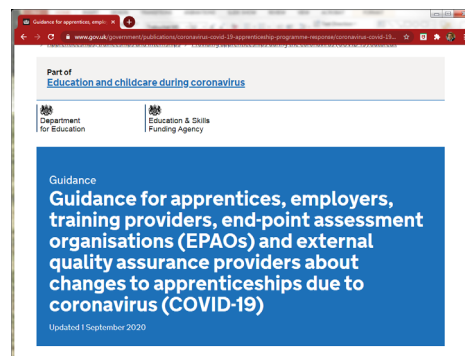 Guidance for apprentices, emplo
www.gov.uk/government/publications/coronavirus-covid-19-apprenticeship-programme-response/coronavirus-covid-19...
Part of
Education and childcare during coronavirus
Department
for Education
Education & Skills
Funding Agency
Guidance
Guidance for apprentices, employers,
training providers, end-point assessment
organisations (EPAOs) and external
quality assurance providers about
changes to apprenticeships due to
coronavirus (COVID-19)
Updated 1 September 2020